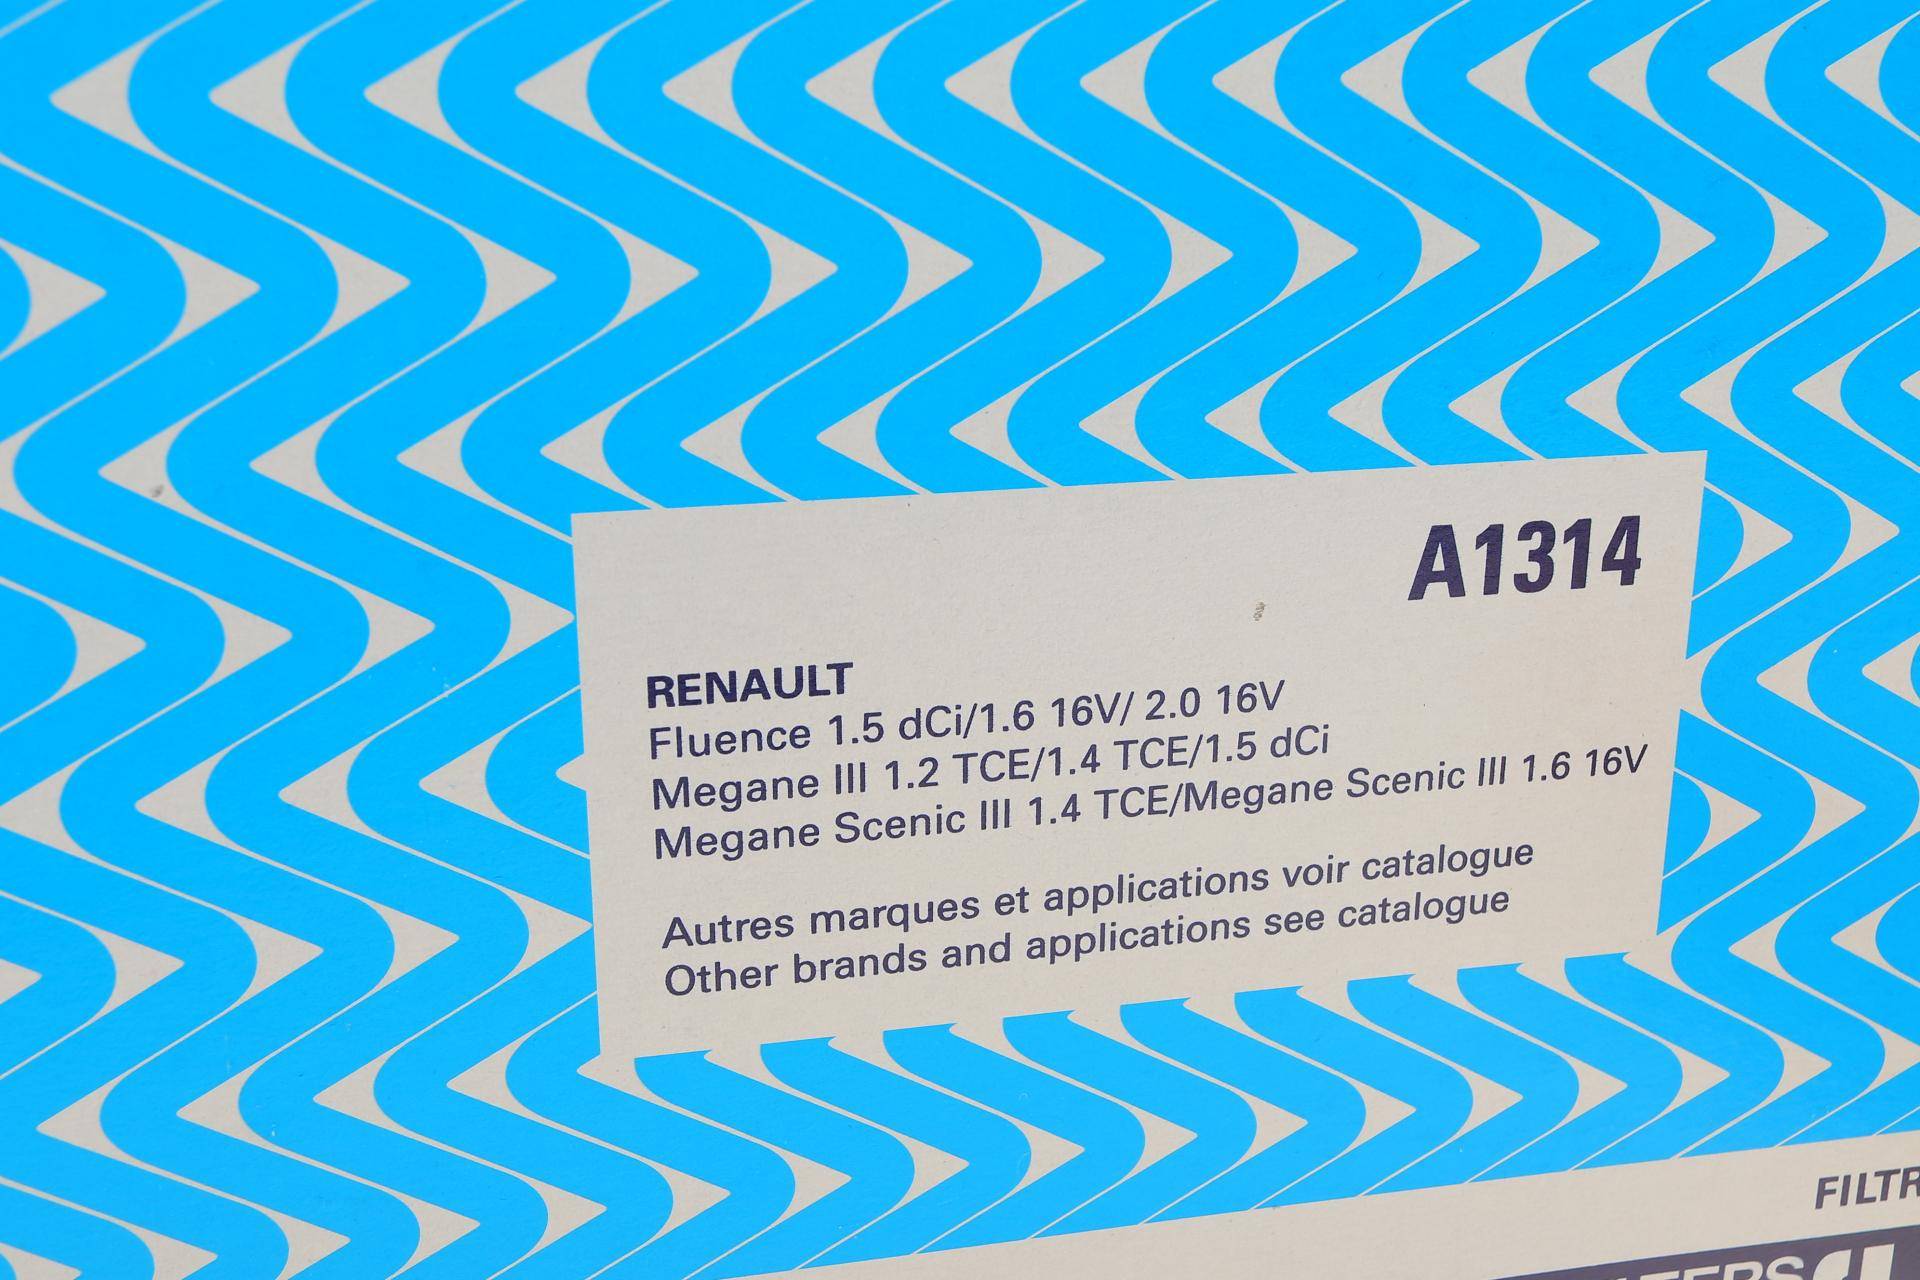 A1314
RENAULT
Fluence 1.5 dCi/1.6 16V/ 2.0 16V
Megane III 1.2 TCE/1.4 TCE/1.5 dCi
Megane Scenic III 1.4 TCE/Megane Scenic III 1.6 16V
Autres marques et applications voir catalogue
Other brands and applications see catalogue